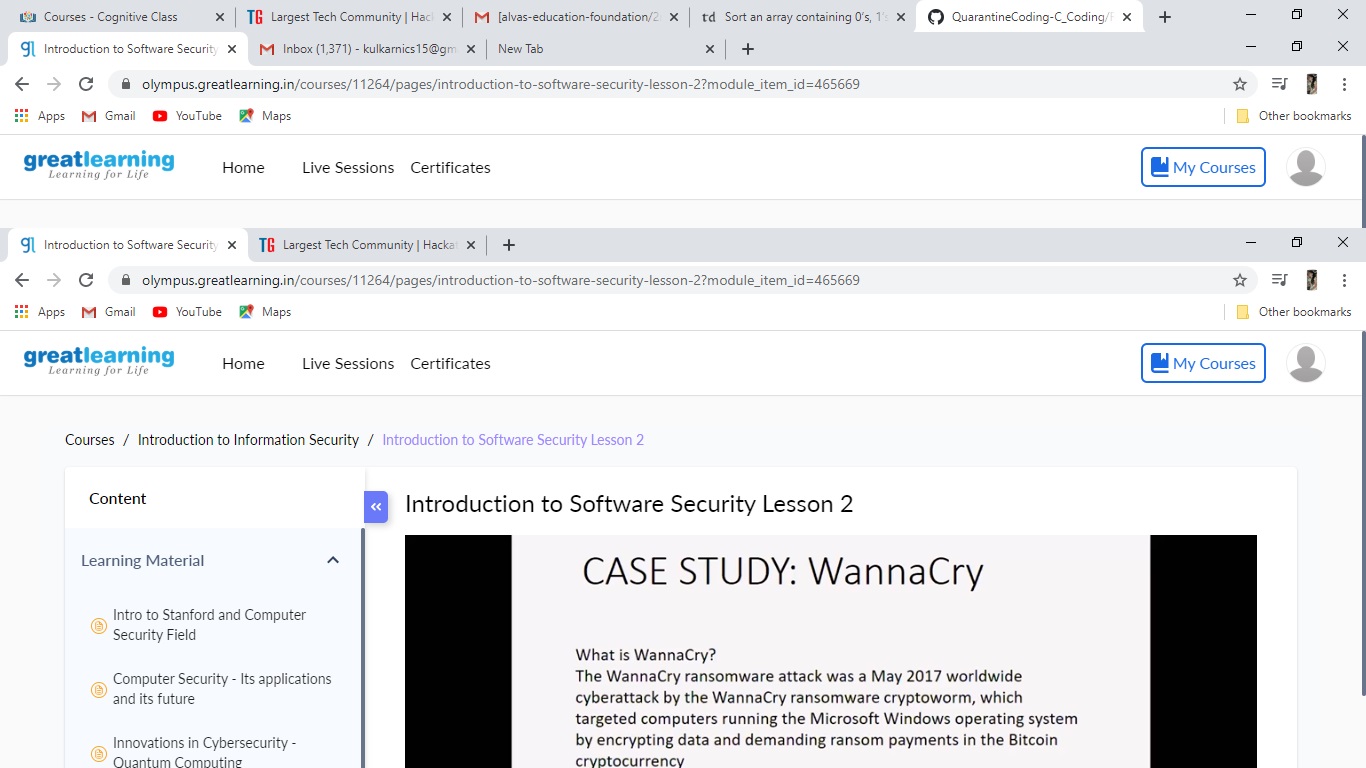 Courses - Cognitive Class
Largest Tech Community | Hack
[alvas-education-foundation/2
Sort an array containing 0's, 1's
QuarantineCoding-C_Coding/
Introduction to Software Security
Inbox (1,371) - kulkarnics15@gm
New Tab
olympus.greatlearning.in/courses/11264/pages/introduction-to-software-security-lesson-2?module_item_id=465669
Apps Gmail YouTube Maps Other bookmarks
greatlearning
Learning for Life
Home Live Sessions Certificates My Courses
Introduction to Software Security
Largest Tech Community | Hacka
olympus.greatlearning.in/courses/11264/pages/introduction-to-software-security-lesson-2?module_item_id=465669
Apps Gmail YouTube Maps Other bookmarks
greatlearning
Learning for Life
Home Live Sessions Certificates My Courses
Courses / Introduction to Information Security / Introduction to Software Security Lesson 2
Content
Introduction to Software Security Lesson 2
Learning Material
Intro to Stanford and Computer
Security Field
Computer Security - Its applications
and its future
Innovations in Cybersecurity -
Quantum Computing
CASE STUDY: WannaCry
What is WannaCry?
The WannaCry ransomware attack was a May 2017 worldwide
cyberattack by the WannaCry ransomware cryptoworm, which
targeted computers running the Microsoft Windows operating system
by encrypting data and demanding ransom payments in the Bitcoin
cryptocurrency